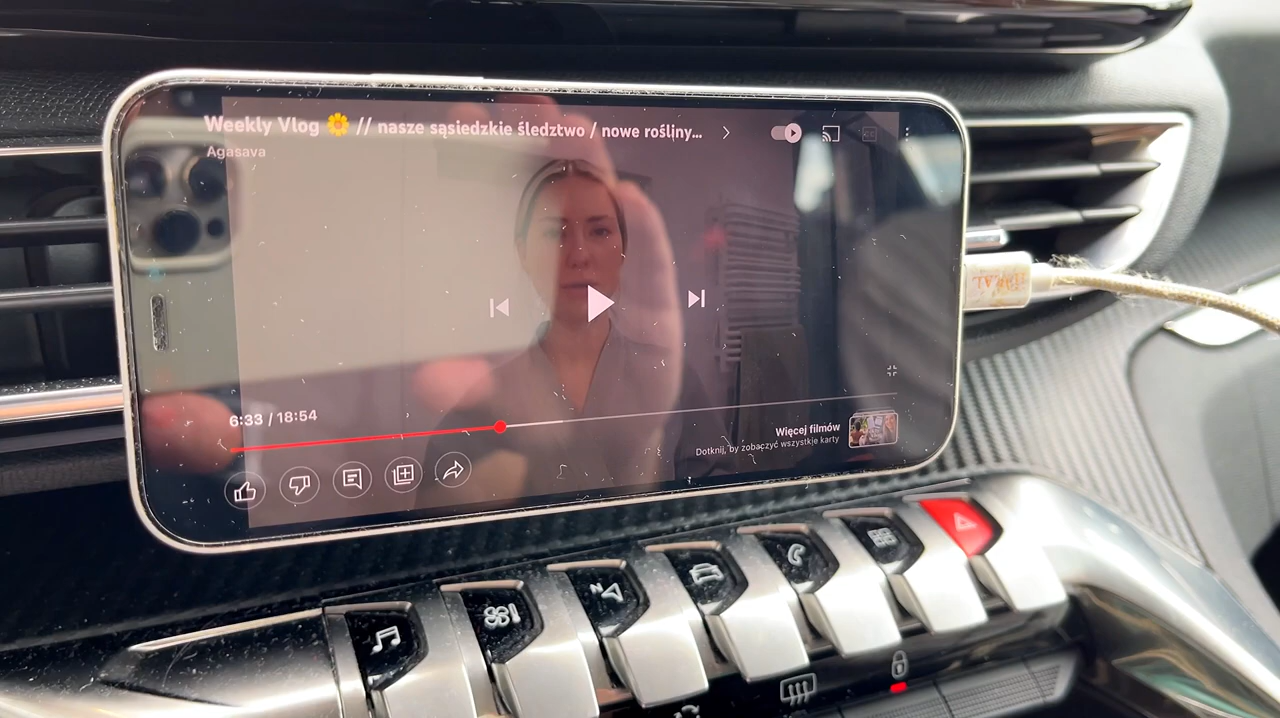 Weekly Vlog 🌼 // nasze sąsiedzkie śledztwo / nowe rośliny...
Agasava
6:33 / 18:54
Więcej filmów
Dotknij, by zobaczyć wszystkie karty